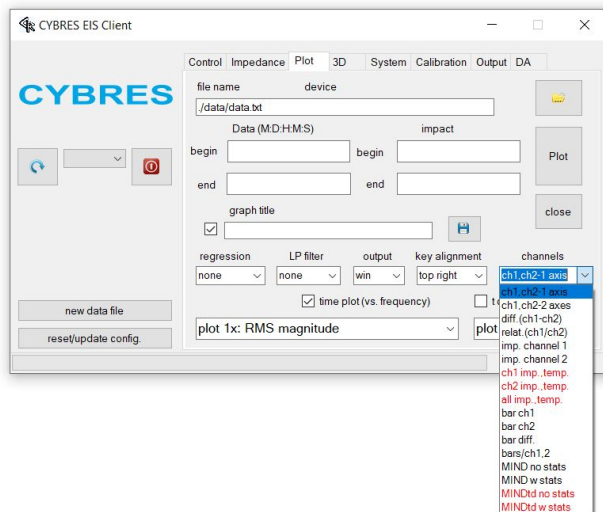 CYBRES EIS Client
CYBRES
Control Impedance Plot 3D System Calibration Output DA
file name device
./data/data.txt
Data (M:D:H:M:S) impact
begin begin
Plot
end end
close
graph title
regression LP filter output key alignment channels
none none win top right ch1,ch2-1 axis
ch1,ch2-1 axis
time plot (vs. frequency)
ch1,ch2-2 axes
new data file
diff.(ch1-ch2)
plot 1x: RMS magnitude plot
relat.(ch1/ch2)
reset/update config.
imp. channel 1
imp. channel 2
ch1 imp.,temp.
ch2 imp.,temp.
all imp.,temp.
bar ch1
bar ch2
bar diff.
bars/ch1,2
MIND no stats
MIND w stats
MINDtd no stats
MINDtd w stats